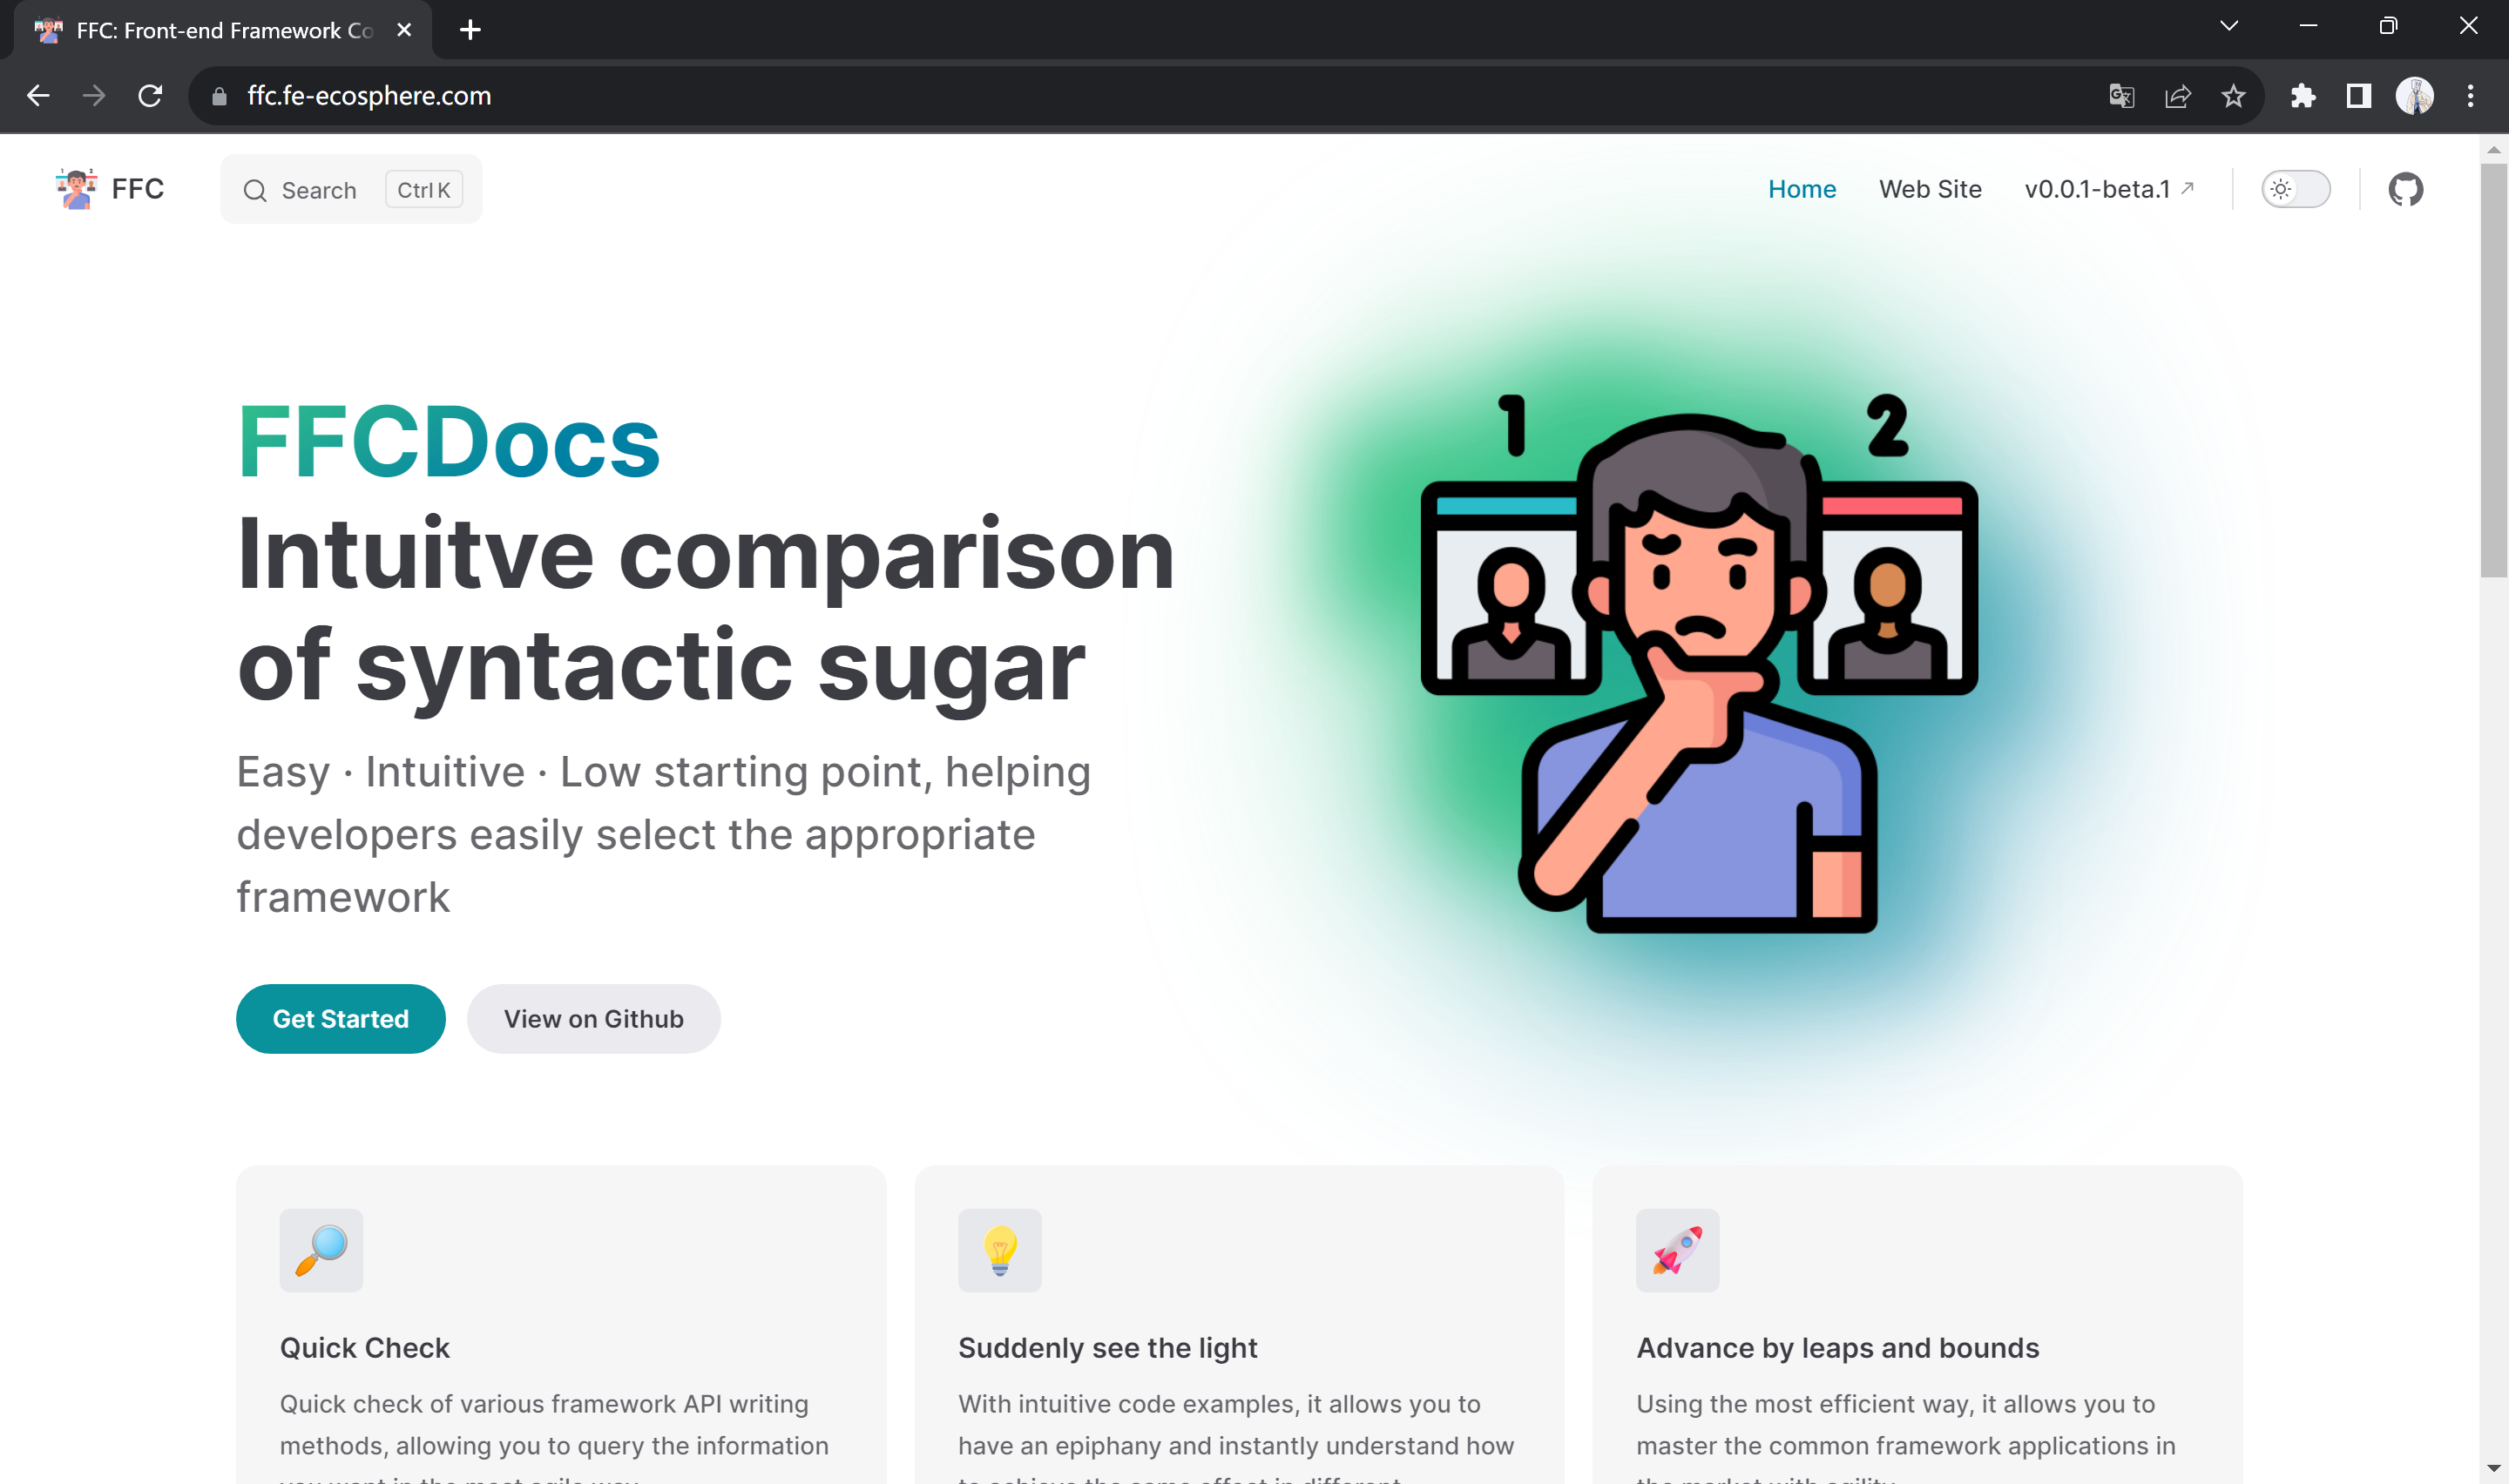 FFC: Front-end Framework Co
ffc.fe-ecosphere.com
FFC
Search
Ctrl K
Home
Web Site
v0.0.1-beta.1
1
2
FFCDocs
Intuitve comparison
of syntactic sugar
Easy · Intuitive · Low starting point, helping
developers easily select the appropriate
framework
Get Started
View on Github
Quick Check
Quick check of various framework API writing
methods, allowing you to query the information
Suddenly see the light
With intuitive code examples, it allows you to
have an epiphany and instantly understand how
Advance by leaps and bounds
Using the most efficient way, it allows you to
master the common framework applications in